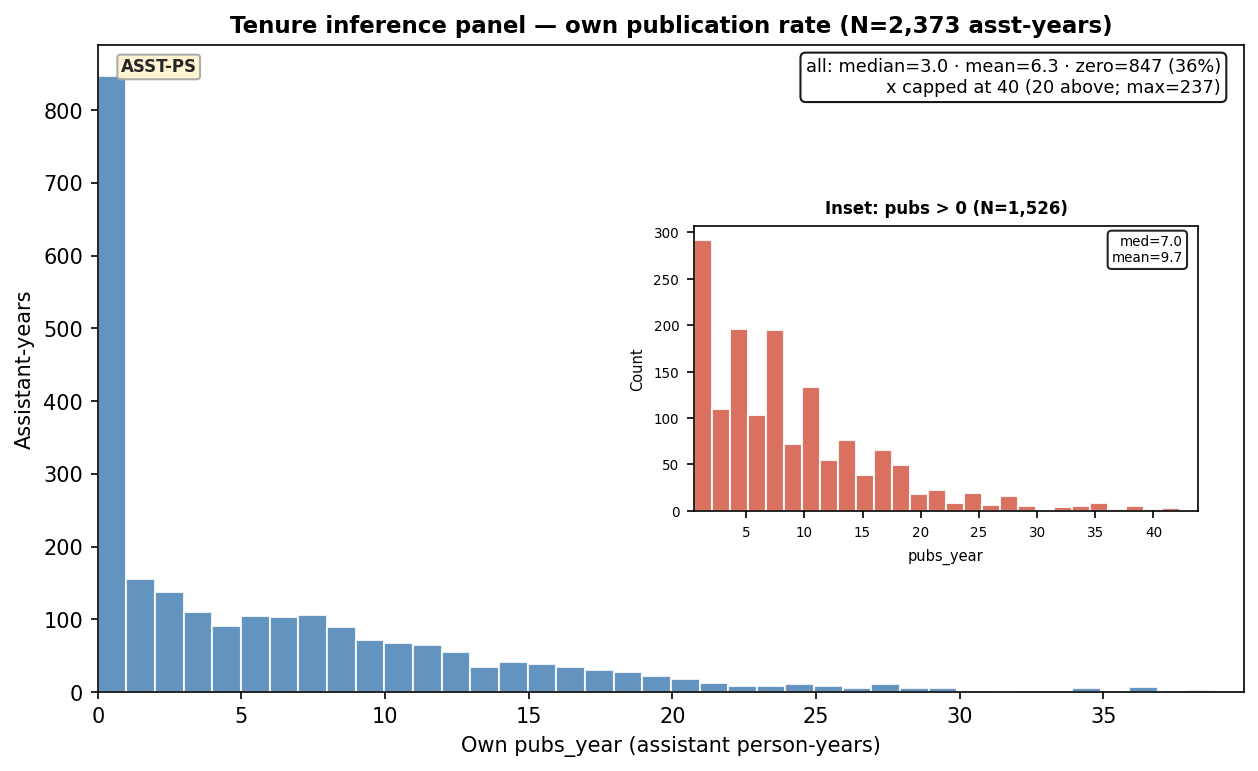 Tenure inference panel — own publication rate (N=2,373 asst-years)
ASST-PS
all: median=3.0 · mean=6.3 · zero=847 (36%)
x capped at 40 (20 above; max=237)
Assistant-years
800
700
600
500
400
300
200
100
0
0 5 10 15 20 25 30 35
Own pubs_year (assistant person-years)
Inset: pubs > 0 (N=1,526)
med=7.0
mean=9.7
Count
300
250
200
150
100
50
0
5 10 15 20 25 30 35 40
pubs_year